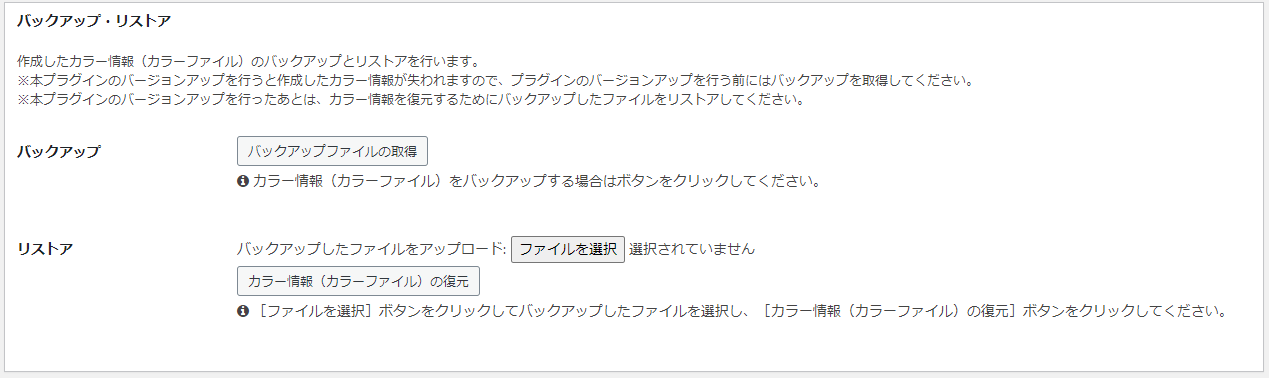 バックアップ・リストア
作成したカラー情報（カラーファイル）のバックアップとリストアを行います。
※本プラグインのバージョンアップを行うと作成したカラー情報が失われますので、プラグインのバージョンアップを行う前にはバックアップを取得してください。
※本プラグインのバージョンアップを行ったあとは、カラー情報を復元するためにバックアップしたファイルをリストアしてください。
バックアップ
バックアップファイルの取得
カラー情報（カラーファイル）をバックアップする場合はボタンをクリックしてください。
リストア
バックアップしたファイルをアップロード: ファイルを選択 選択されていません
カラー情報（カラーファイル）の復元
［ファイルを選択］ボタンをクリックしてバックアップしたファイルを選択し、［カラー情報（カラーファイル）の復元］ボタンをクリックしてください。